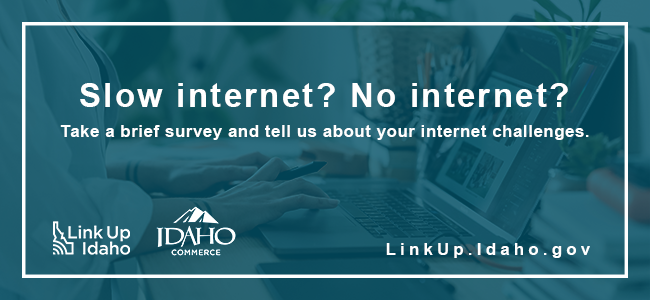 Slow internet? No internet?
Take a brief survey and tell us about your internet challenges.
Link Up
Idaho
IDAHO
COMMERCE
LinkUp.Idaho.gov